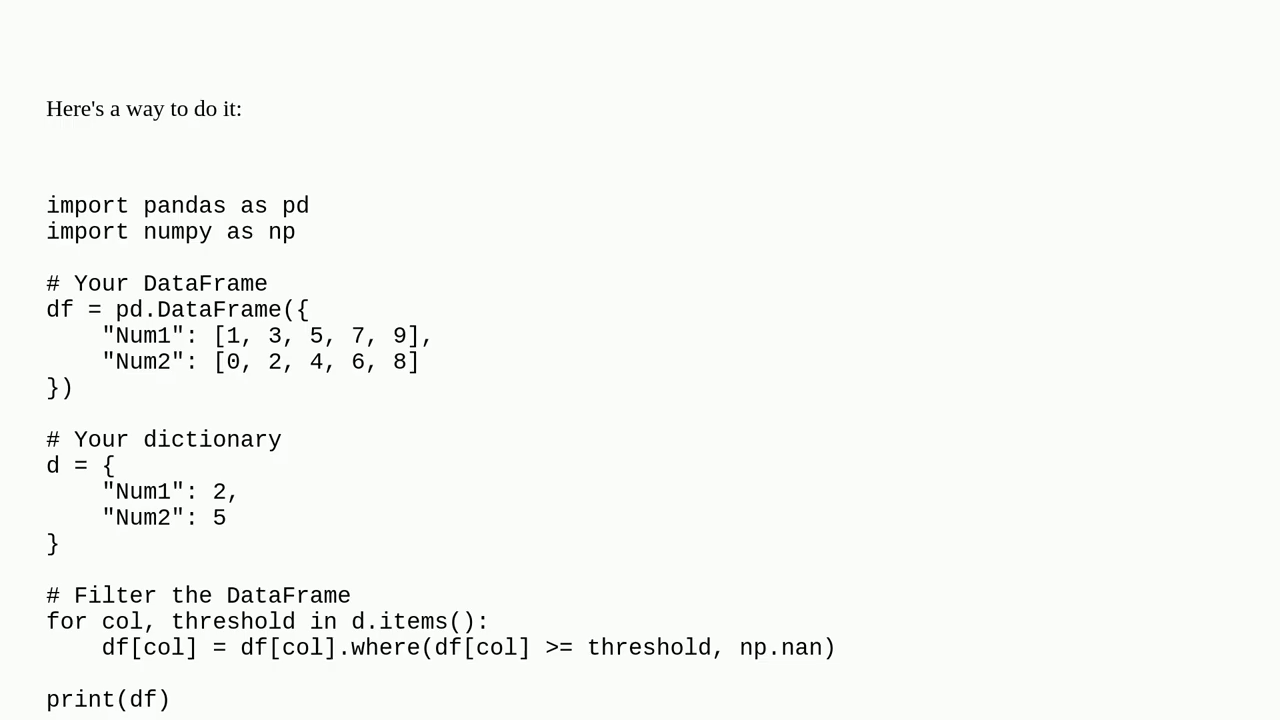 Here's a way to do it:
import pandas as pd
import numpy as np
# Your DataFrame
df = pd.DataFrame({
    "Num1": [1, 3, 5, 7, 9],
    "Num2": [0, 2, 4, 6, 8]
})
# Your dictionary
d = {
    "Num1": 2,
    "Num2": 5
}
# Filter the DataFrame
for col, threshold in d.items():
    df[col] = df[col].where(df[col] >= threshold, np.nan)
print(df)